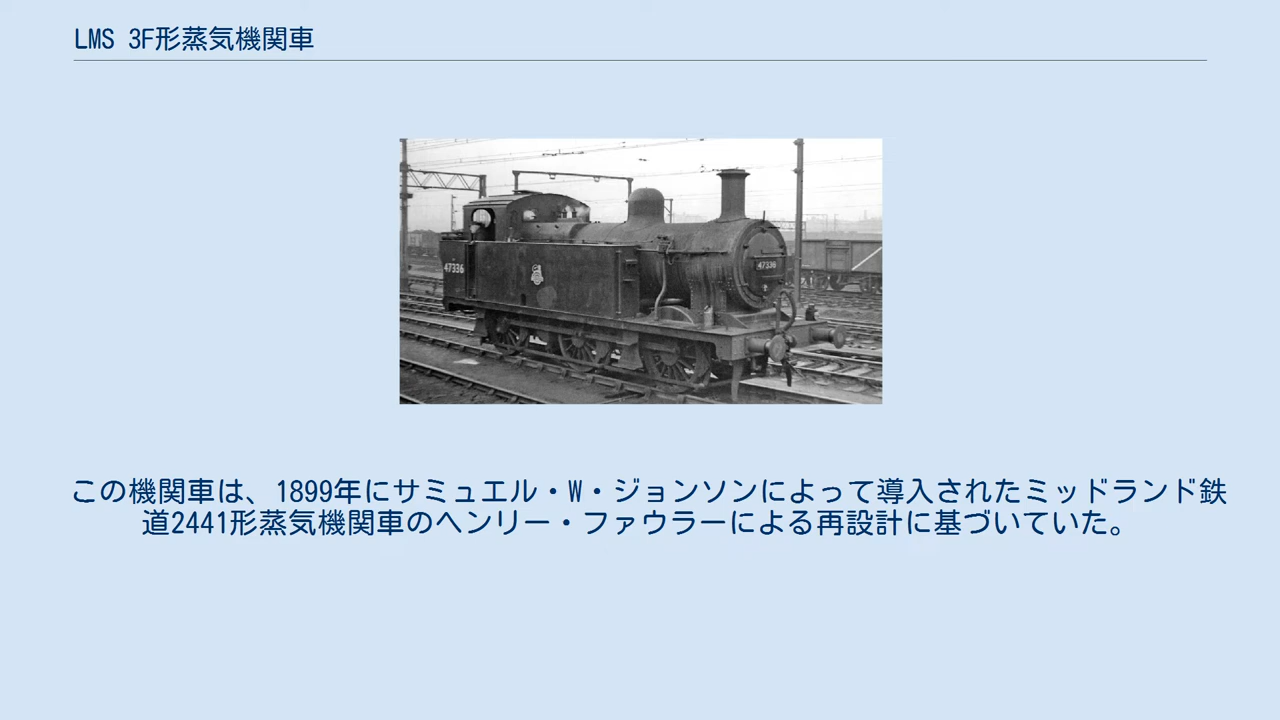 LMS 3F形蒸気機関車
47336
47336
この機関車は、1899年にサミュエル・W・ジョンソンによって導入されたミッドランド鉄
道2441形蒸気機関車のヘンリー・ファウラーによる再設計に基づいていた。